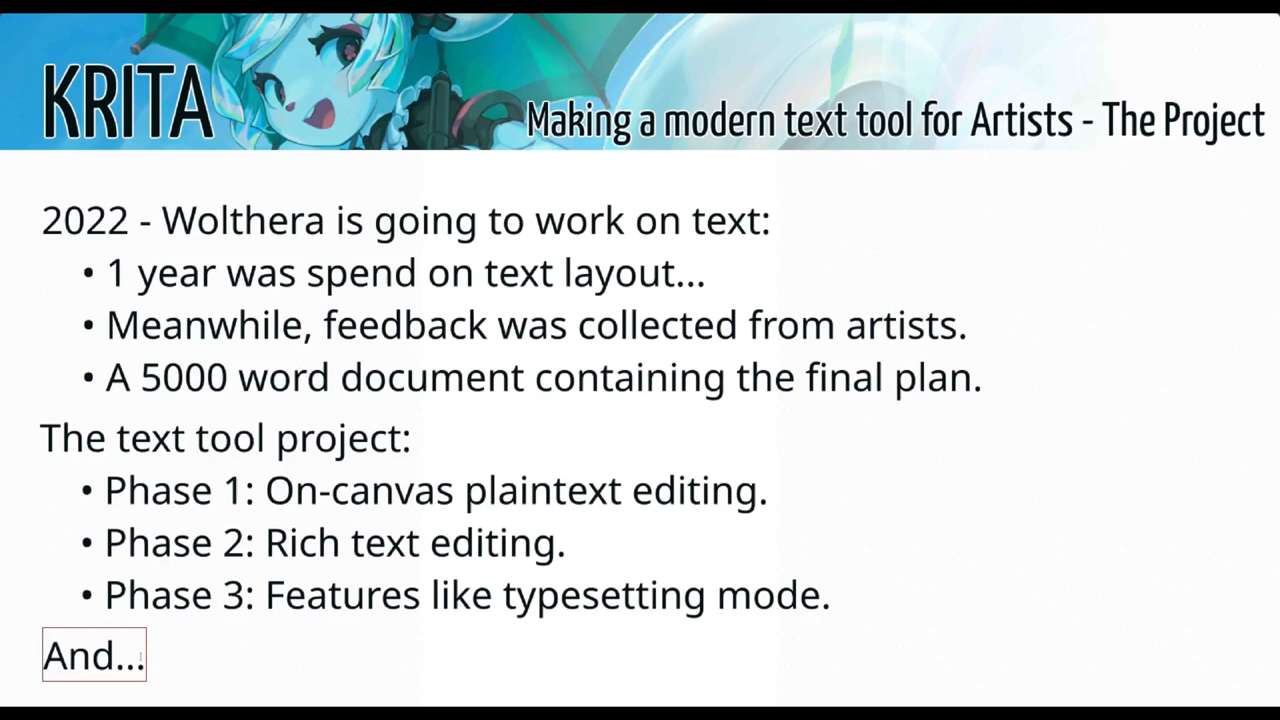 KRITA
Making a modern text tool for Artists - The Project
2022 - Wolthera is going to work on text:
• 1 year was spend on text layout...
• Meanwhile, feedback was collected from artists.
• A 5000 word document containing the final plan.
The text tool project:
• Phase 1: On-canvas plaintext editing.
• Phase 2: Rich text editing.
• Phase 3: Features like typesetting mode.
And...